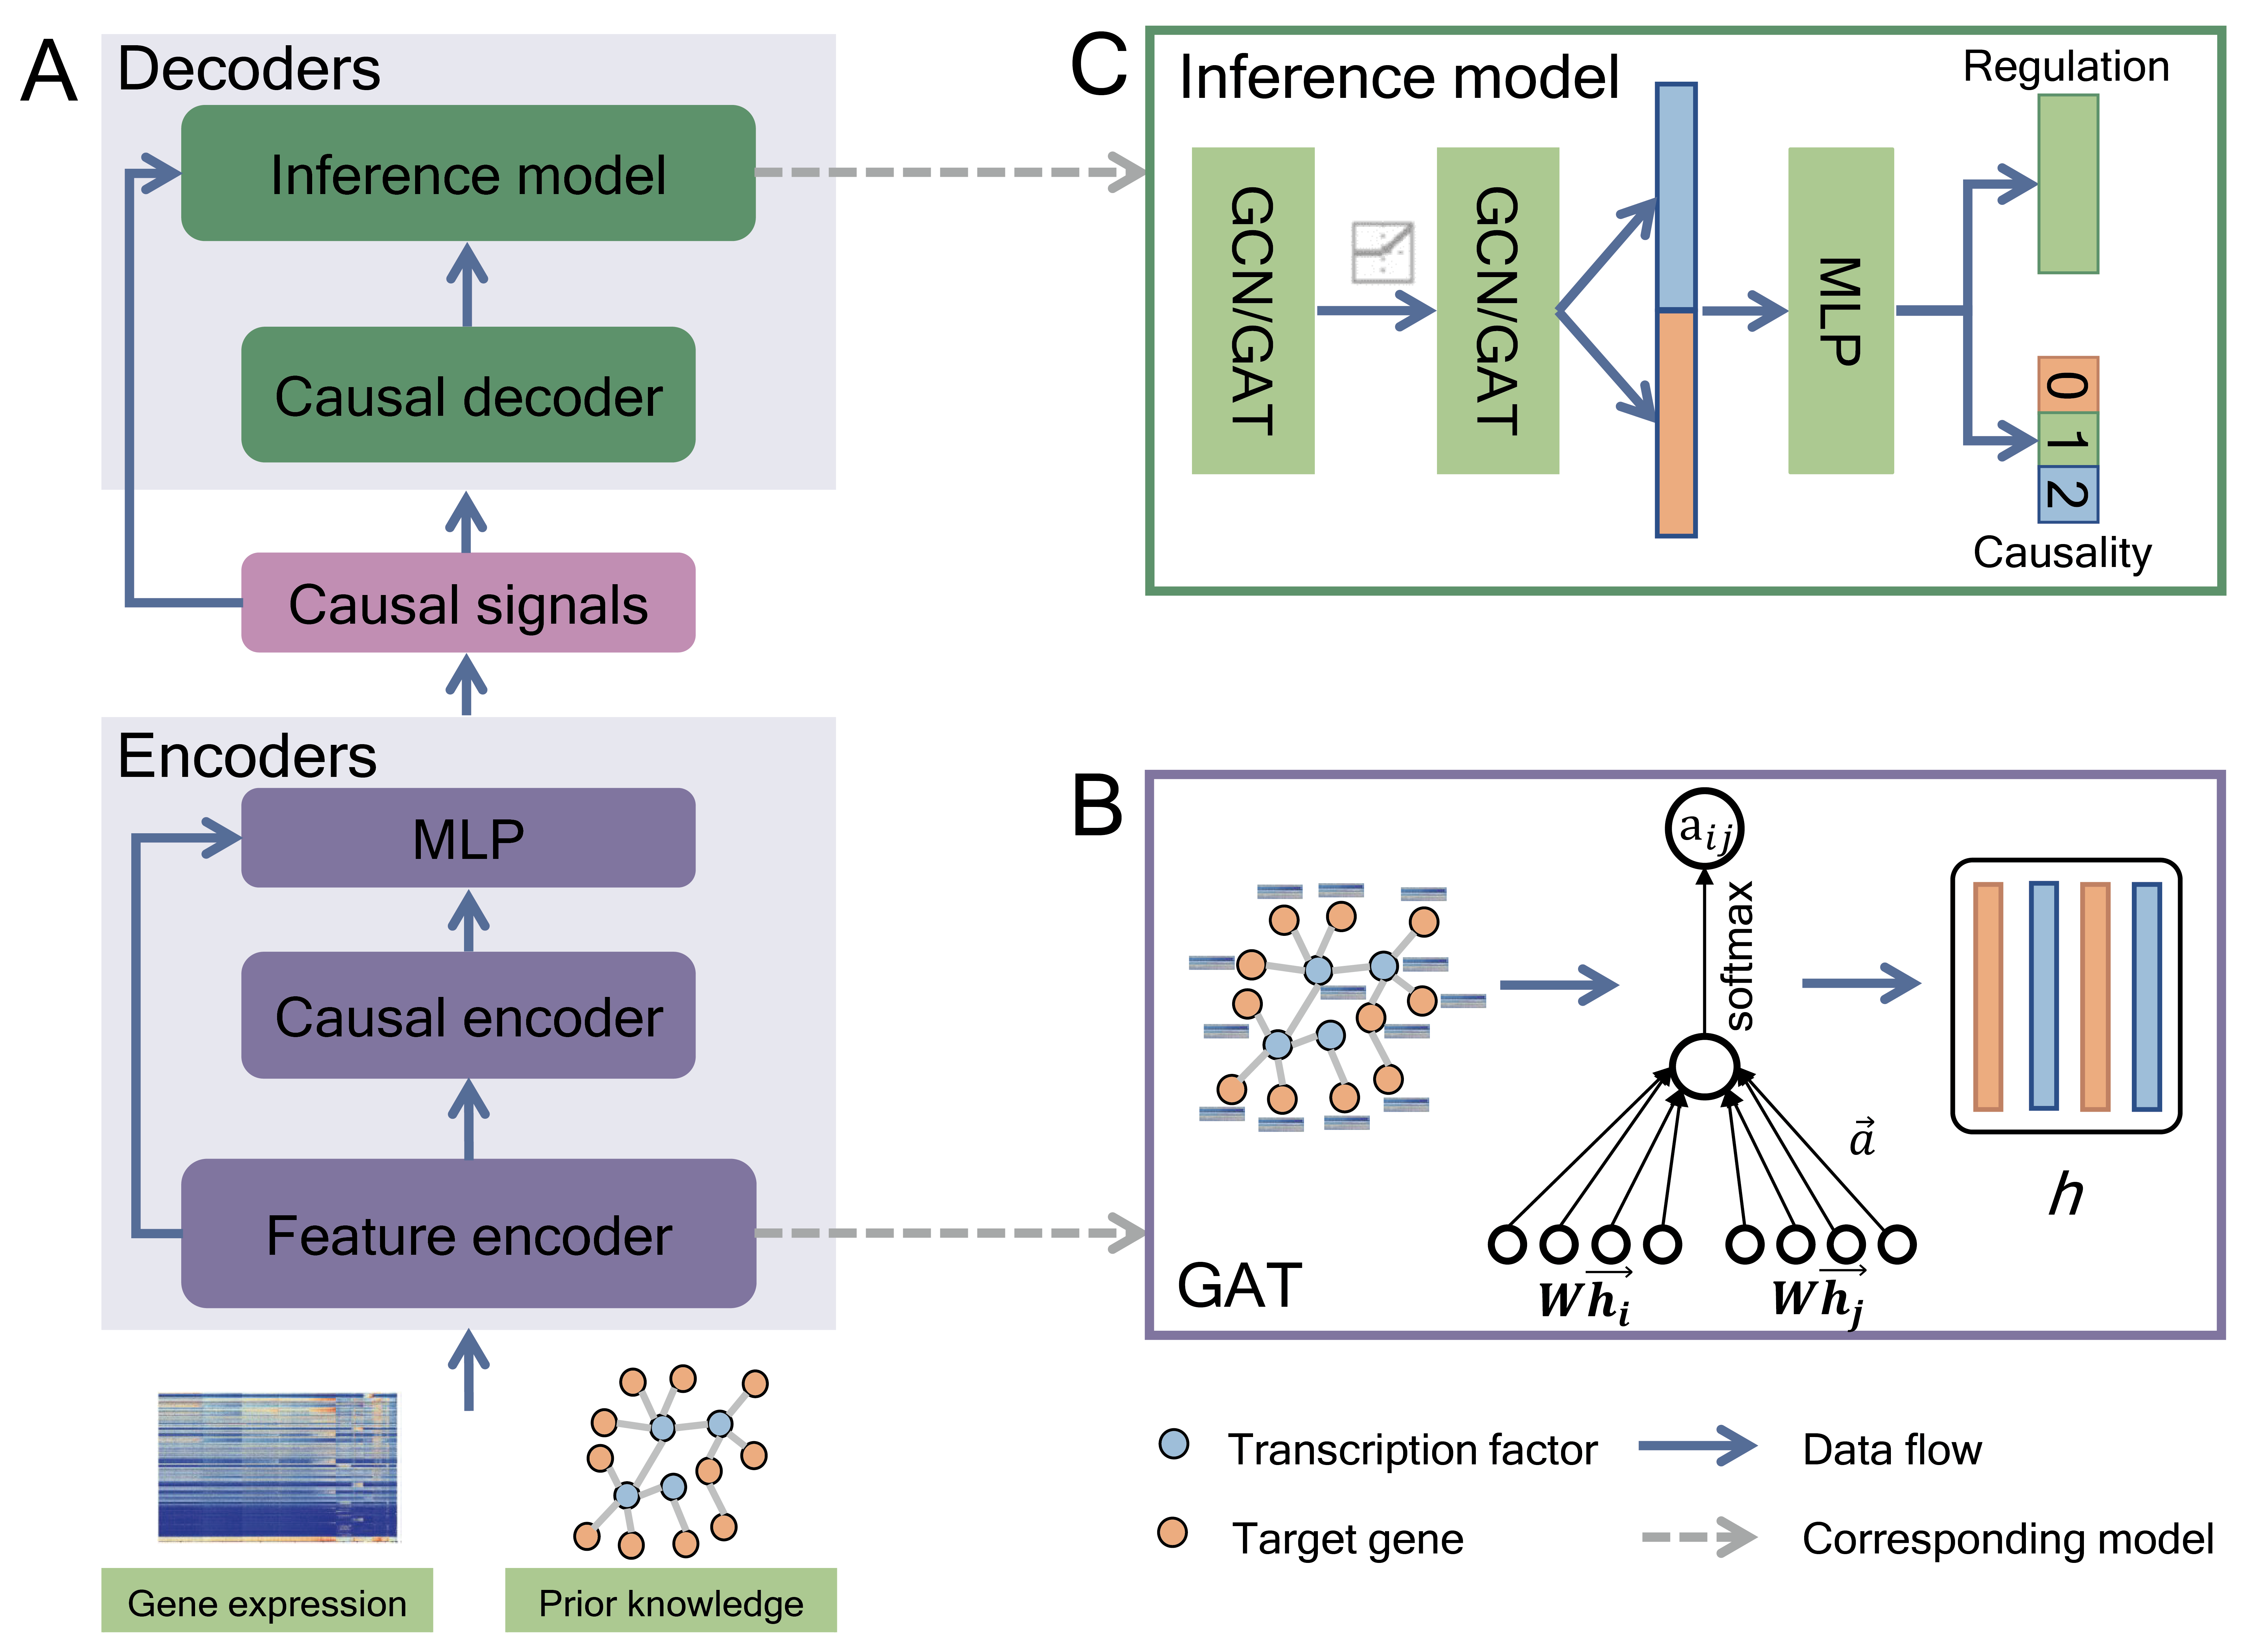 A
Decoders
Inference model
Causal decoder
Causal signals
Encoders
MLP
Causal encoder
Feature encoder
Gene expression
Prior knowledge
C
Inference model
GCN/GAT
GCN/GAT
MLP
Regulation
0
1
2
Causality
B
a_{ij}
softmax
\vec{a}
W\vec{h_i}
W\vec{h_j}
h
GAT
Transcription factor
Data flow
Target gene
Corresponding model